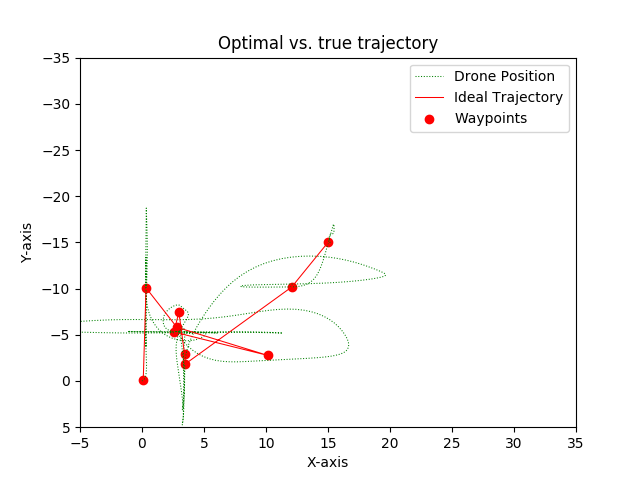 Optimal vs. true trajectory
Drone Position
Ideal Trajectory
Waypoints
Y-axis
−35
−30
−25
−20
−15
−10
−5
0
5
−5 0 5 10 15 20 25 30 35
X-axis